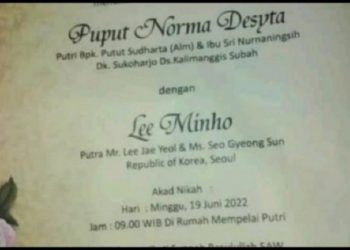 Puput Norma Desyta
Putri Bpk. Putut Sudharta (Alm) & Ibu Sri Nurnaningsih
Dk. Sukoharjo Ds.Kalimanggis Subah
dengan
Lee Minho
Putra Mr. Lee Jae Yeol & Ms. Seo Gyeong Sun
Republic of Korea, Seoul
Akad Nikah :
Hari : Minggu, 19 Juni 2022
Jam : 09.00 WIB Di Rumah Mempelai Putri